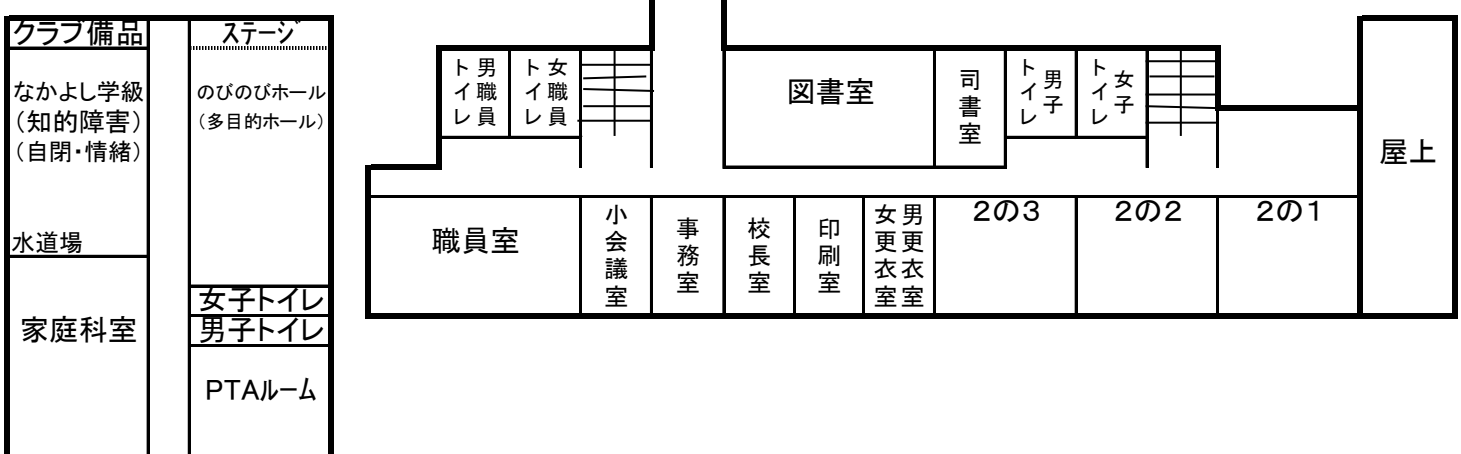 クラブ備品
なかよし学級
（知的障害）
（自閉・情緒）
水道場
家庭科室
ステージ
のびのびホール
（多目的ホール）
女子トイレ
男子トイレ
PTAルーム
男職員
トイレ
女職員
トイレ
図書室
司書室
男子
トイレ
女子
トイレ
屋上
職員室
小会議室
事務室
校長室
印刷室
男更衣室
女更衣室
2の3
2の2
2の1